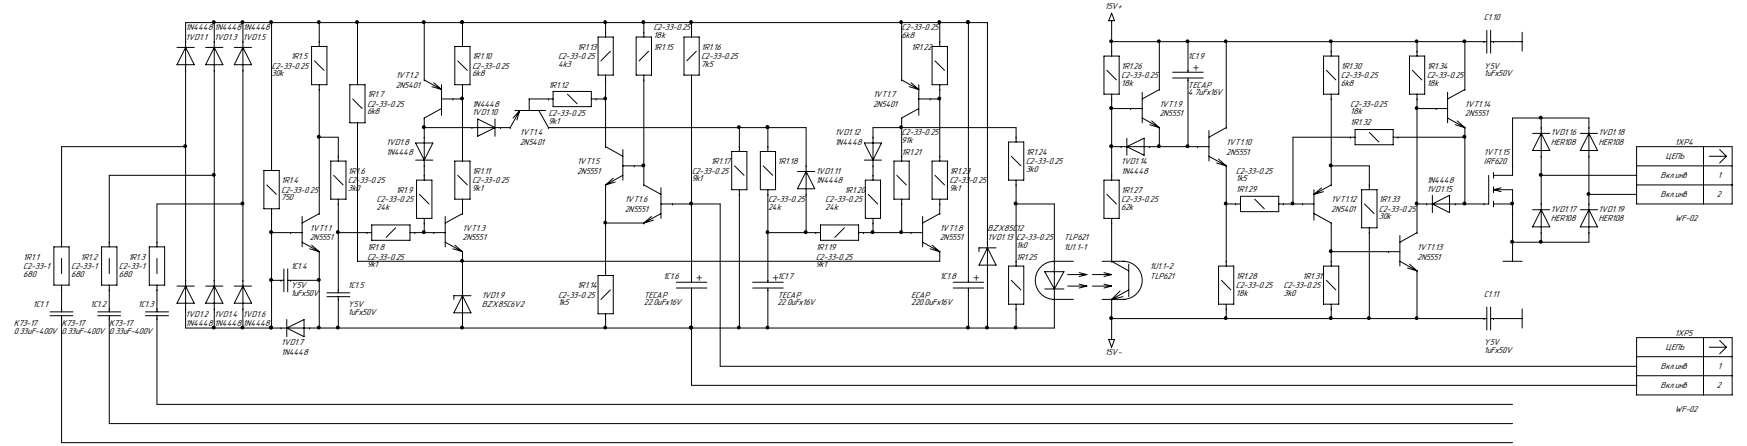 1N4448 1N4448 1N4448
1VD1.1 1VD1.3 1VD1.5
1R1.5
C2-33-0.25
30k
1R1.7
C2-33-0.25
6k8
1VT1.2
2N5401
1R1.10
C2-33-0.25
6k8
1N4448
1VD1.10
1R1.12
C2-33-0.25
9k1
1VT1.4
2N5401
1R1.13
C2-33-0.25
4k3
C2-33-0.25
18k
1R1.15
1R1.16
C2-33-0.25
7k5
C2-33-0.25
6k8
1R1.22
1VT1.7
2N5401
C2-33-0.25
91k
1R1.21
1VD1.12
1N4448
1R1.4
C2-33-0.25
750
1R1.6
C2-33-0.25
3k0
1VD1.8
1N4448
1R1.9
C2-33-0.25
24k
1R1.11
C2-33-0.25
9k1
1VT1.5
2N5551
1VT1.6
2N5551
1R1.17
C2-33-0.25
9k1
1R1.18
C2-33-0.25
24k
1VD1.11
1N4448
1R1.20
C2-33-0.25
24k
1R1.23
C2-33-0.25
9k1
1R1.24
C2-33-0.25
3k0
1VT1.1
2N5551
1R1.8
C2-33-0.25
9k1
1VT1.3
2N5551
1R1.19
C2-33-0.25
9k1
1VT1.8
2N5551
BZX85C12
1VD1.13
C2-33-0.25
1k0
1R1.25
TLP621
1U1.1-1
1R1.1
C2-33-1
680
1R1.2
C2-33-1
680
1R1.3
C2-33-1
680
1C1.4
Y5V
1uFx50V
1C1.5
Y5V
1uFx50V
1VD1.9
BZX85C6V2
1R1.14
C2-33-0.25
1k5
1C1.6
TECAP
22.0uFx16V
1C1.7
TECAP
22.0uFx16V
1C1.8
ECAP
220.0uFx16V
1C1.1
K73-17
0.33uF-400V
1C1.2
K73-17
0.33uF-400V
1C1.3
K73-17
0.33uF-400V
1VD1.2 1VD1.4 1VD1.6
1N4448 1N4448 1N4448
1VD1.7
1N4448
15V+
1R1.26
C2-33-0.25
18k
1C1.9
TECAP
4.7uFx16V
1VT1.9
2N5551
1VD1.14
1N4448
1VT1.10
2N5551
1R1.27
C2-33-0.25
62k
1U1.1-2
TLP621
1R1.28
C2-33-0.25
18k
C2-33-0.25
1k5
1R1.29
1R1.30
C2-33-0.25
6k8
C2-33-0.25
18k
1R1.32
1R1.34
C2-33-0.25
18k
1VT1.14
2N5551
1VT1.12
2N5401
1R1.33
C2-33-0.25
30k
1N4448
1VD1.15
1R1.31
C2-33-0.25
3k0
1VT1.13
2N5551
C1.10
Y5V
1uFx50V
1VT1.15
IRF620
1VD1.16
HER108
1VD1.18
HER108
1VD1.17
HER108
1VD1.19
HER108
C1.11
Y5V
1uFx50V
15V-
1XP4
ЦЕПЬ
Вкл.инв 1
Вкл.инв 2
WF-02
1XP5
ЦЕПЬ
Вкл.инв 1
Вкл.инв 2
WF-02